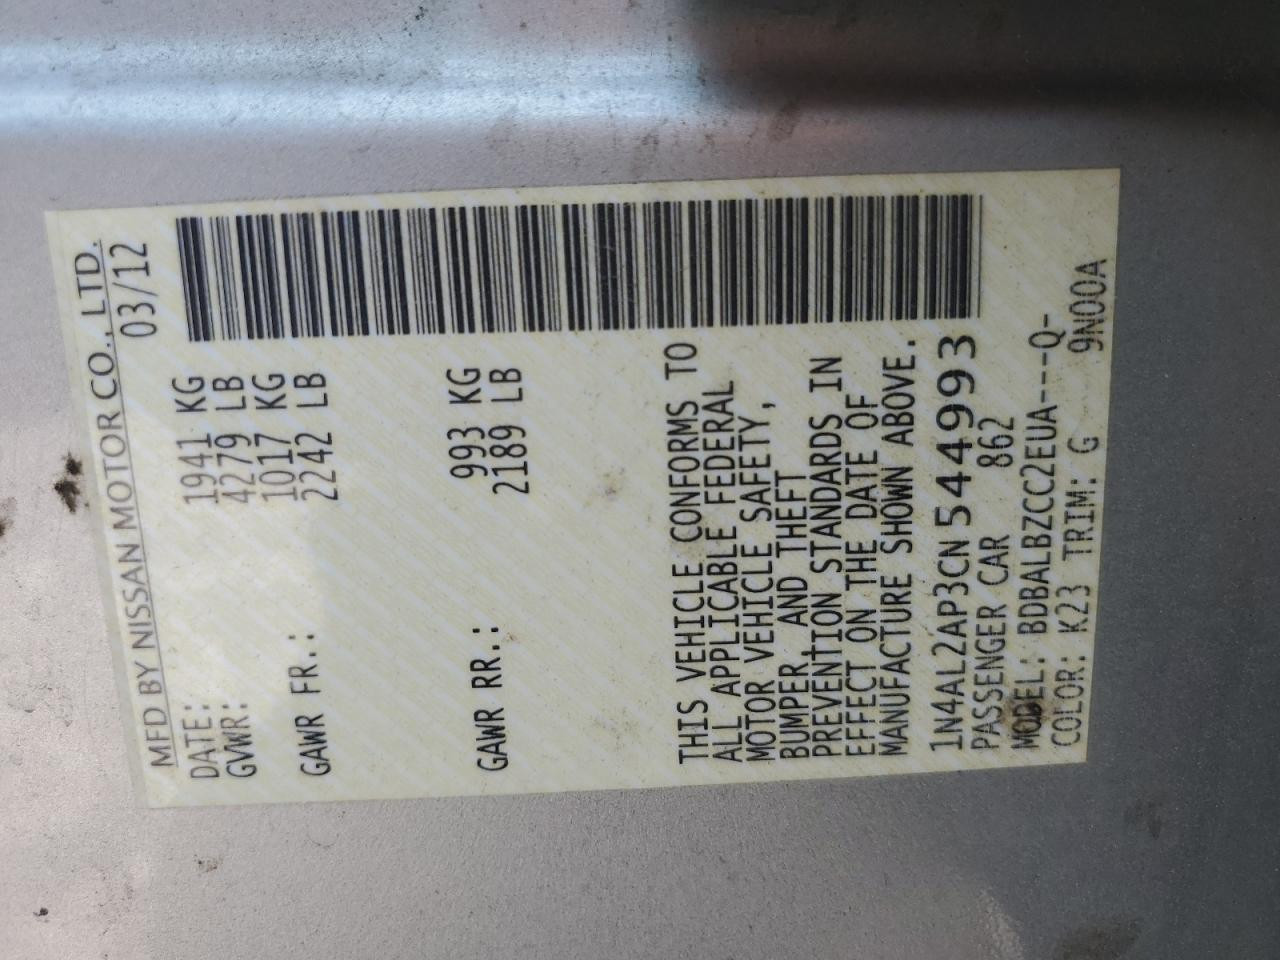 MFD BY NISSAN MOTOR CO., LTD.
DATE: 03/12
GVWR: 1941 KG
4279 LB
GAWR FR.: 1017 KG
2242 LB
GAWR RR.: 993 KG
2189 LB
THIS VEHICLE CONFORMS TO
ALL APPLICABLE FEDERAL
MOTOR VEHICLE SAFETY,
BUMPER, AND THEFT
PREVENTION STANDARDS IN
EFFECT ON THE DATE OF
MANUFACTURE SHOWN ABOVE.
1N4AL2AP3CN544993
PASSENGER CAR 862
MODEL: BDBALBZCC2EUA---Q-
COLOR: K23 TRIM: G 9N00A